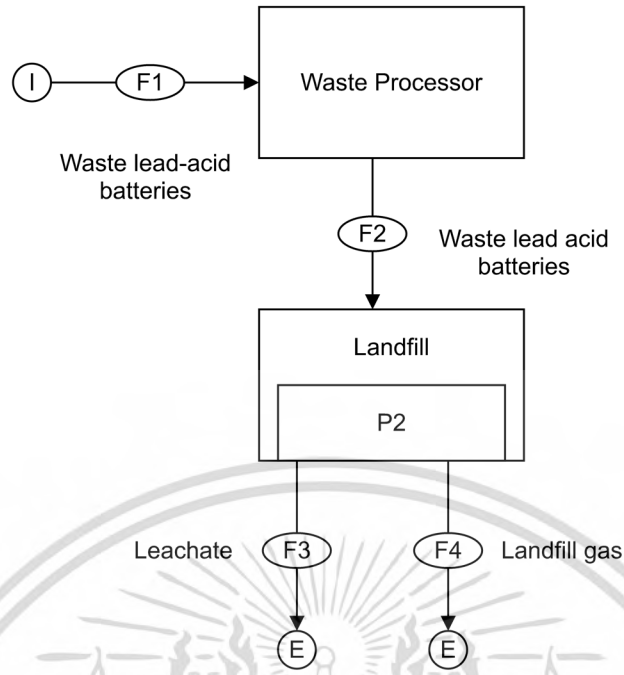 I
F1
Waste Processor
Waste lead-acid
batteries
F2
Waste lead acid
batteries
Landfill
P2
Leachate
F3
F4
Landfill gas
E
E